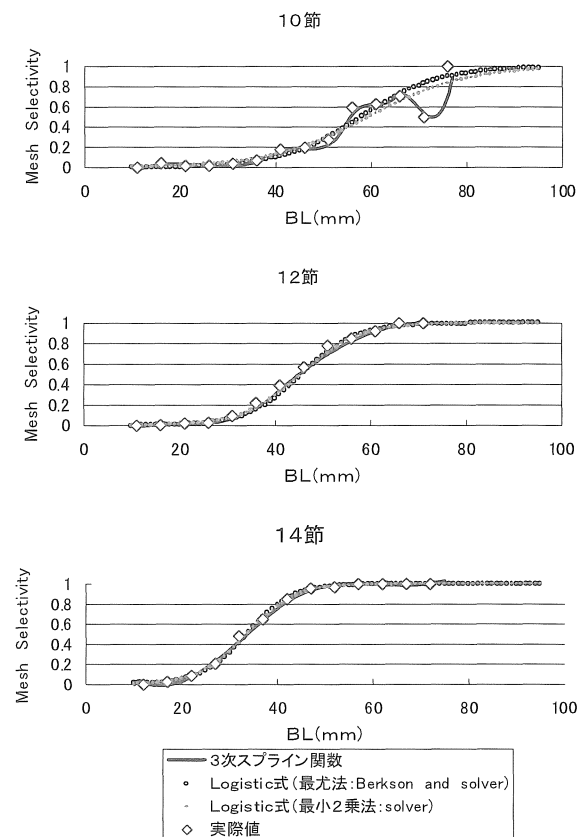 10節
Mesh Selectivity
1
0.8
0.6
0.4
0.2
0
0 20 40 60 80 100
BL(mm)
12節
Mesh Selectivity
1
0.8
0.6
0.4
0.2
0
0 20 40 60 80 100
BL(mm)
14節
Mesh Selectivity
1
0.8
0.6
0.4
0.2
0
0 20 40 60 80 100
BL(mm)
3次スプライン関数
Logistic式(最尤法:Berkson and solver)
Logistic式(最小2乗法:solver)
実際値